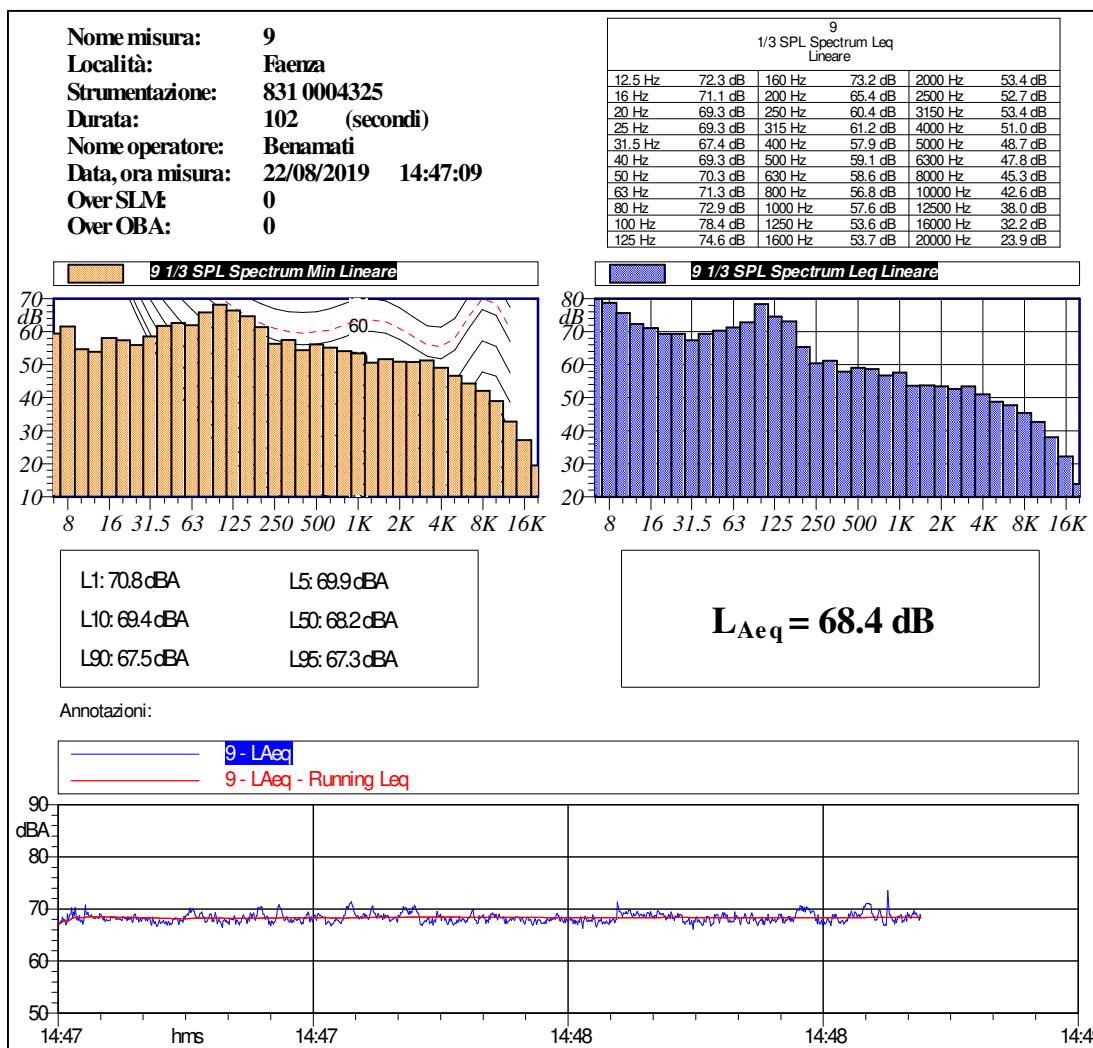 Nome misura: 9
Località: Faenza
Strumentazione: 831 0004325
Durata: 102 (secondi)
Nome operatore: Benamati
Data, ora misura: 22/08/2019 14:47:09
Over SLM: 0
Over OBA: 0
9
1/3 SPL Spectrum Leq
Lineare
12.5 Hz 72.3 dB 160 Hz 73.2 dB 2000 Hz 53.4 dB
16 Hz 71.1 dB 200 Hz 65.4 dB 2500 Hz 52.7 dB
20 Hz 69.3 dB 250 Hz 60.4 dB 3150 Hz 53.4 dB
25 Hz 69.3 dB 315 Hz 61.2 dB 4000 Hz 51.0 dB
31.5 Hz 67.4 dB 400 Hz 57.9 dB 5000 Hz 48.7 dB
40 Hz 69.3 dB 500 Hz 59.1 dB 6300 Hz 47.8 dB
50 Hz 70.3 dB 630 Hz 58.6 dB 8000 Hz 45.3 dB
63 Hz 71.3 dB 800 Hz 56.8 dB 10000 Hz 42.6 dB
80 Hz 72.9 dB 1000 Hz 57.6 dB 12500 Hz 38.0 dB
100 Hz 78.4 dB 1250 Hz 53.6 dB 16000 Hz 32.2 dB
125 Hz 74.6 dB 1600 Hz 53.7 dB 20000 Hz 23.9 dB
9 1/3 SPL Spectrum Min Lineare
70
dB
60
50
40
30
20
10
60
8 16 31.5 63 125 250 500 1K 2K 4K 8K 16K
9 1/3 SPL Spectrum Leq Lineare
80
dB
70
60
50
40
30
20
8 16 31.5 63 125 250 500 1K 2K 4K 8K 16K
L1: 70.8 dBA L5: 69.9 dBA
L10: 69.4 dBA L50: 68.2 dBA
L90: 67.5 dBA L95: 67.3 dBA
LAeq = 68.4 dB
Annotazioni:
9 - LAeq
9 - LAeq - Running Leq
90
dBA
80
70
60
50
14:47 hms 14:47 14:48 14:48